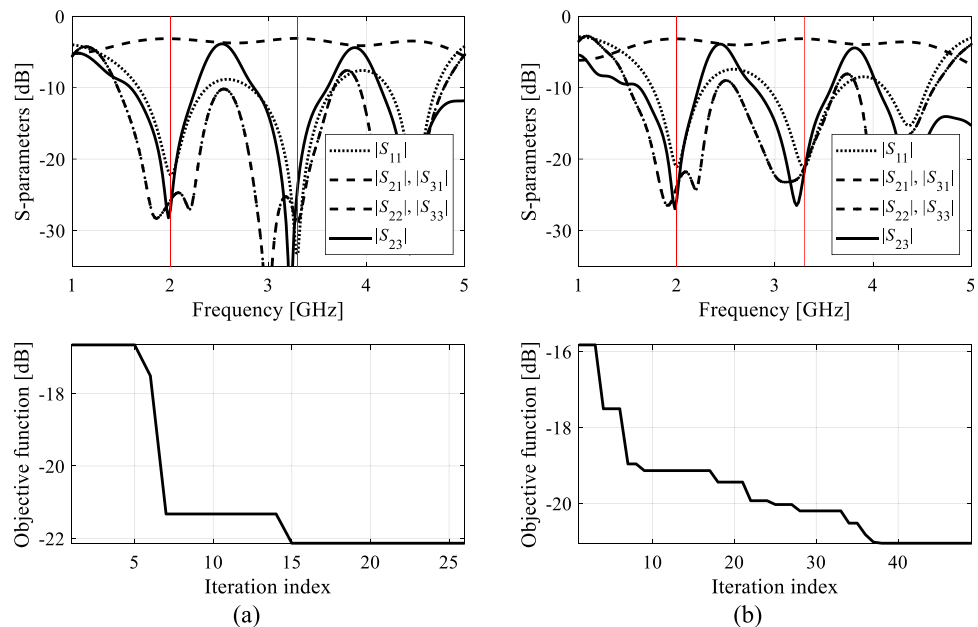 S-parameters [dB]
0
-10
-20
-30
|S11|
|S21|, |S31|
|S22|, |S33|
|S23|
1 2 3 4 5
Frequency [GHz]
S-parameters [dB]
0
-10
-20
-30
|S11|
|S21|, |S31|
|S22|, |S33|
|S23|
1 2 3 4 5
Frequency [GHz]
Objective function [dB]
-18
-20
-22
5 10 15 20 25
Iteration index
(a)
Objective function [dB]
-16
-18
-20
10 20 30 40
Iteration index
(b)